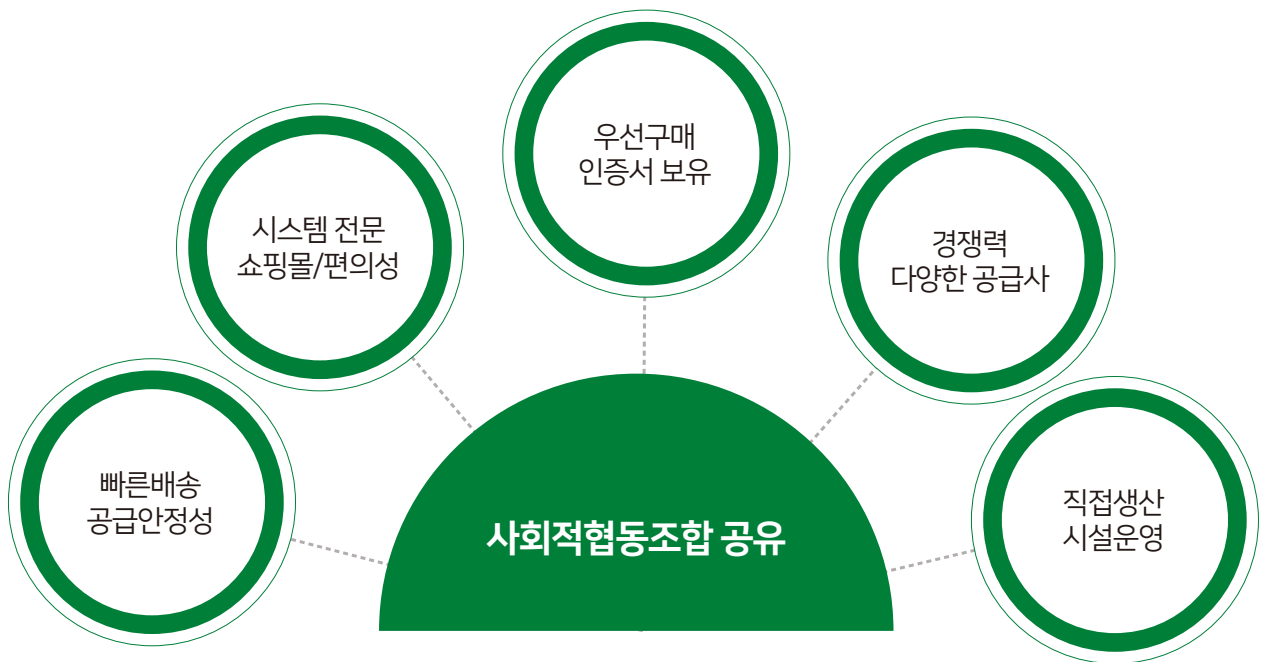 우선구매
인증서 보유
시스템 전문
쇼핑몰/편의성
경쟁력
다양한 공급사
빠른배송
공급안정성
직접생산
시설운영
사회적협동조합 공유